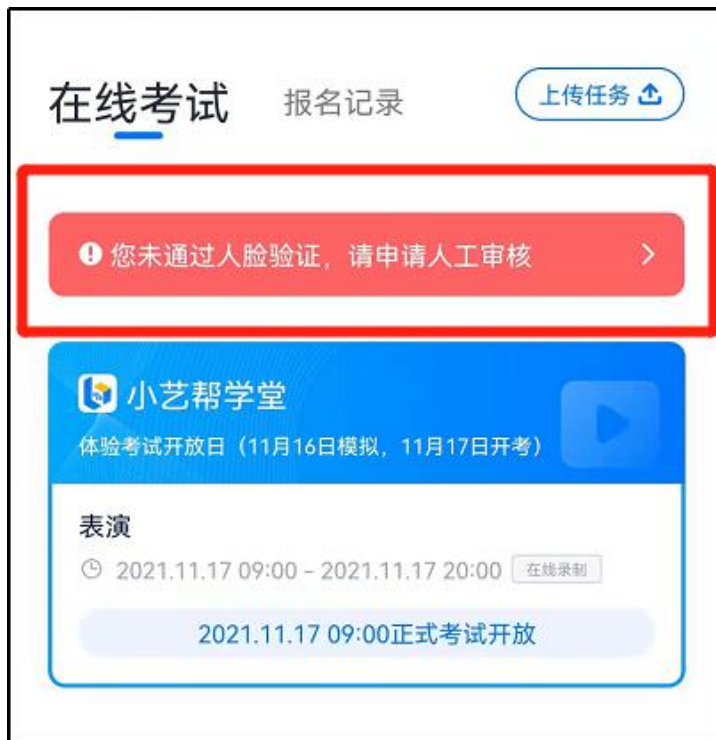 在线考试 报名记录 上传任务
您未通过人脸验证，请申请人工审核
小艺帮学堂
体验考试开放日（11月16日模拟，11月17日开考）
表演
2021.11.17 09:00 - 2021.11.17 20:00 在线录制
2021.11.17 09:00正式考试开放